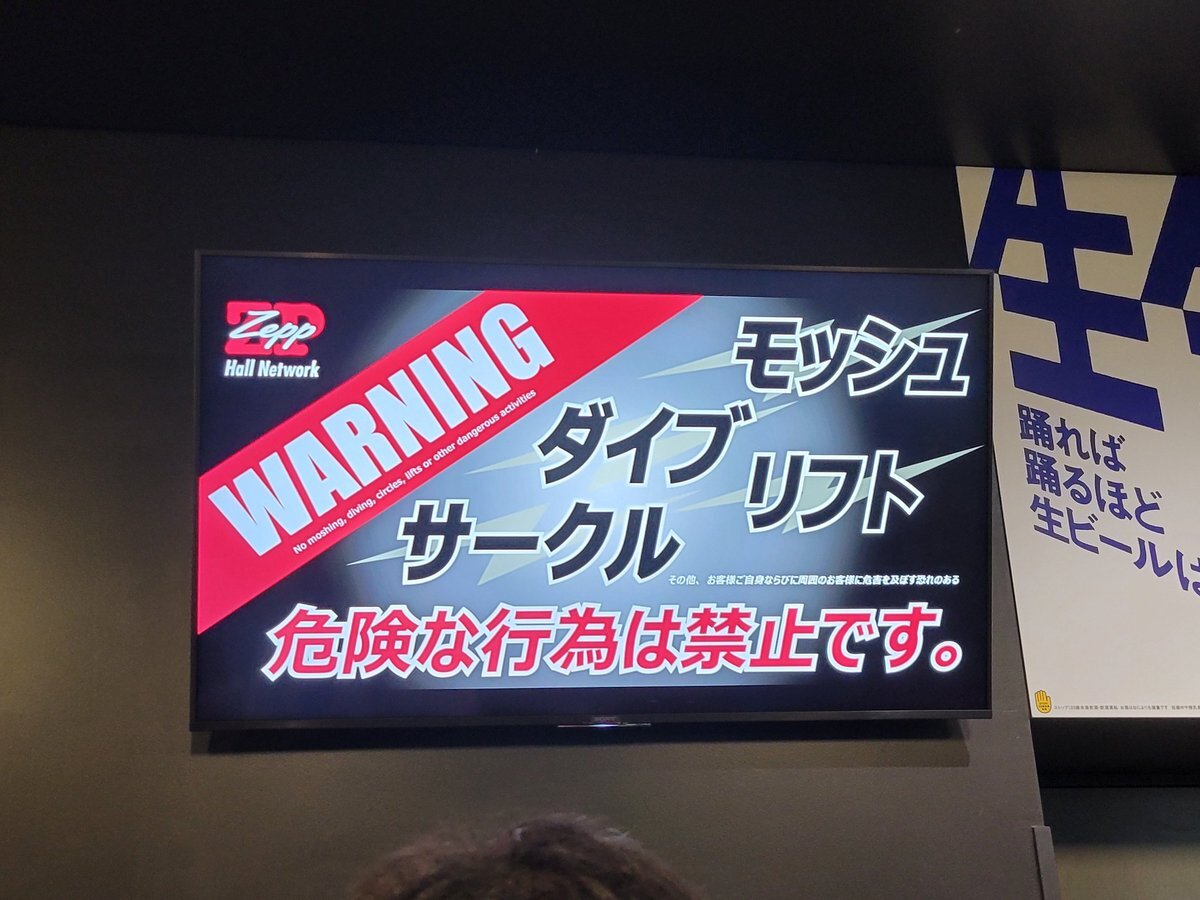 Zepp
Hall Network
WARNING
No moshing, diving, circles, lifts or other dangerous activities
モッシュ
ダイブ
リフト
サークル
その他、お客様ご自身ならびに周囲のお客様に危害を及ぼす恐れのある
危険な行為は禁止です。
生
踊れば
踊るほど
生ビールは